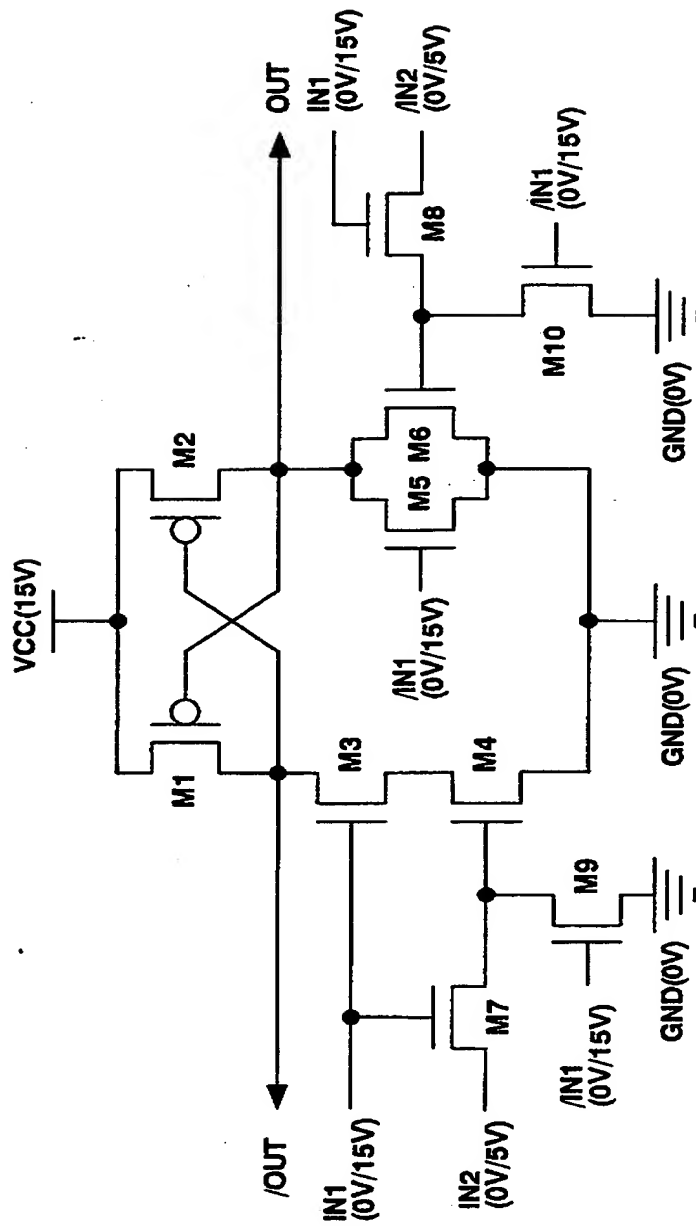 VCC(15V)
M1
M2
/OUT
OUT
IN1
(0V/15V)
M3
/IN1
(0V/15V)
M5
M6
M8
IN1
(0V/15V)
/IN2
(0V/5V)
IN2
(0V/5V)
M7
M4
M9
/IN1
(0V/15V)
GND(0V)
GND(0V)
M10
/IN1
(0V/15V)
GND(0V)